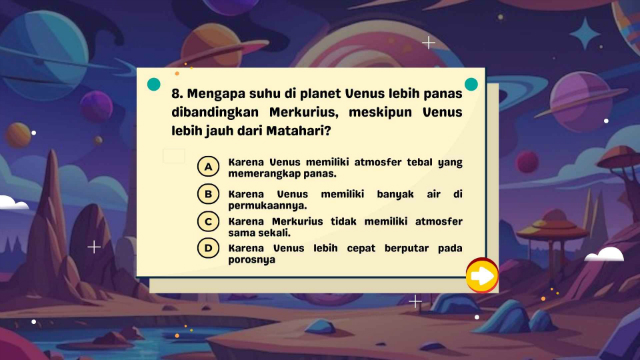 8. Mengapa suhu di planet Venus lebih panas
dibandingkan Merkurius, meskipun Venus
lebih jauh dari Matahari?
A Karena Venus memiliki atmosfer tebal yang
memerangkap panas.
B Karena Venus memiliki banyak air di
permukaannya.
C Karena Merkurius tidak memiliki atmosfer
sama sekali.
D Karena Venus lebih cepat berputar pada
porosnya